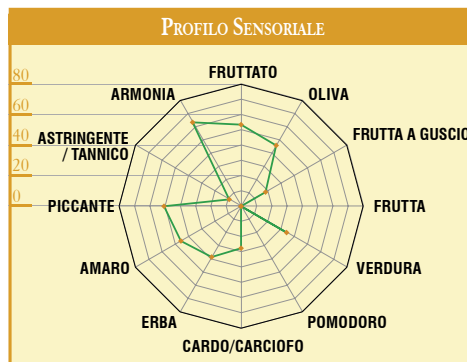 PROFILO SENSORIALE
80
60
40
20
0
FRUTTATO
OLIVA
FRUTTA A GUSCIO
FRUTTA
VERDURA
POMODORO
CARDO/CARCIOFO
ERBA
AMARO
PICCANTE
ASTRINGENTE
/ TANNICO
ARMONIA